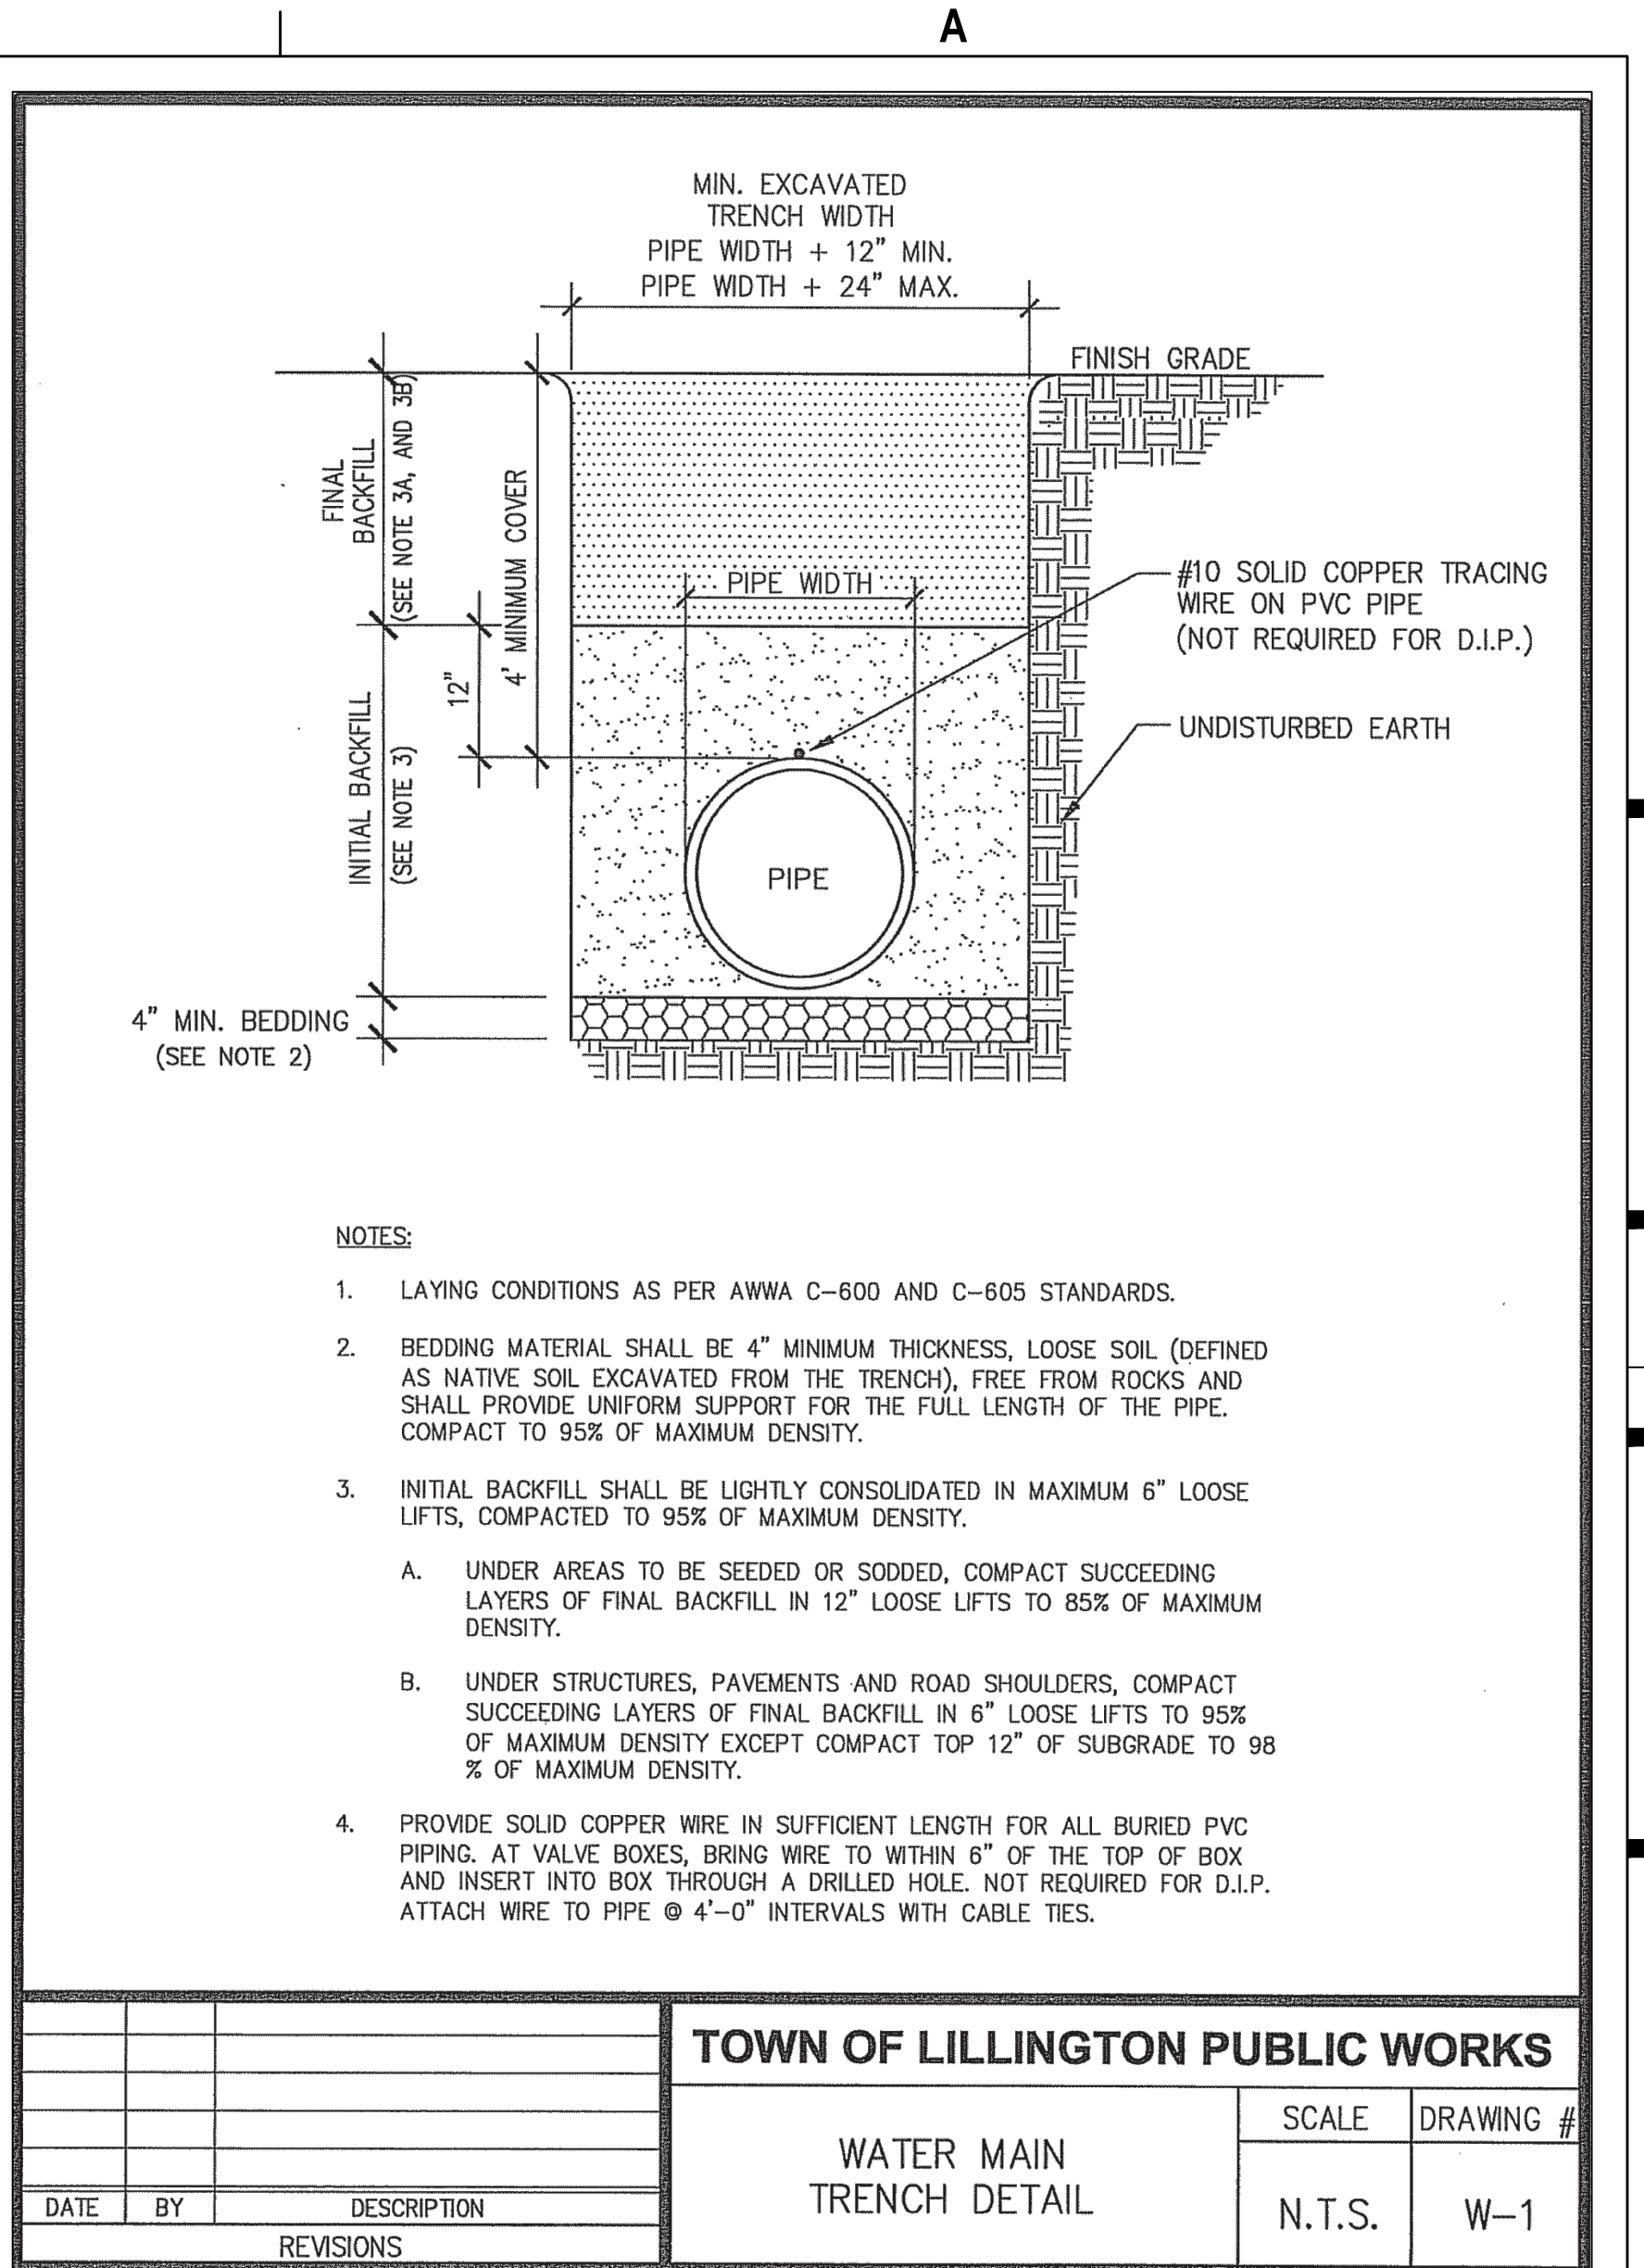 A
MIN. EXCAVATED
TRENCH WIDTH
PIPE WIDTH + 12" MIN.
PIPE WIDTH + 24" MAX.
FINISH GRADE
FINAL
BACKFILL
(SEE NOTE 3A, AND 3B)
4' MINIMUM COVER
PIPE WIDTH
#10 SOLID COPPER TRACING
WIRE ON PVC PIPE
(NOT REQUIRED FOR D.I.P.)
12"
INITIAL BACKFILL
(SEE NOTE 3)
UNDISTURBED EARTH
PIPE
4" MIN. BEDDING
(SEE NOTE 2)
NOTES:
1. LAYING CONDITIONS AS PER AWWA C-600 AND C-605 STANDARDS.
2. BEDDING MATERIAL SHALL BE 4" MINIMUM THICKNESS, LOOSE SOIL (DEFINED
AS NATIVE SOIL EXCAVATED FROM THE TRENCH), FREE FROM ROCKS AND
SHALL PROVIDE UNIFORM SUPPORT FOR THE FULL LENGTH OF THE PIPE.
COMPACT TO 95% OF MAXIMUM DENSITY.
3. INITIAL BACKFILL SHALL BE LIGHTLY CONSOLIDATED IN MAXIMUM 6" LOOSE
LIFTS, COMPACTED TO 95% OF MAXIMUM DENSITY.
A. UNDER AREAS TO BE SEEDED OR SODDED, COMPACT SUCCEEDING
LAYERS OF FINAL BACKFILL IN 12" LOOSE LIFTS TO 85% OF MAXIMUM
DENSITY.
B. UNDER STRUCTURES, PAVEMENTS AND ROAD SHOULDERS, COMPACT
SUCCEEDING LAYERS OF FINAL BACKFILL IN 6" LOOSE LIFTS TO 95%
OF MAXIMUM DENSITY EXCEPT COMPACT TOP 12" OF SUBGRADE TO 98
% OF MAXIMUM DENSITY.
4. PROVIDE SOLID COPPER WIRE IN SUFFICIENT LENGTH FOR ALL BURIED PVC
PIPING. AT VALVE BOXES, BRING WIRE TO WITHIN 6" OF THE TOP OF BOX
AND INSERT INTO BOX THROUGH A DRILLED HOLE. NOT REQUIRED FOR D.I.P.
ATTACH WIRE TO PIPE @ 4'-0" INTERVALS WITH CABLE TIES.
TOWN OF LILLINGTON PUBLIC WORKS
WATER MAIN
TRENCH DETAIL
SCALE
N.T.S.
DRAWING #
W-1
DATE BY DESCRIPTION
REVISIONS